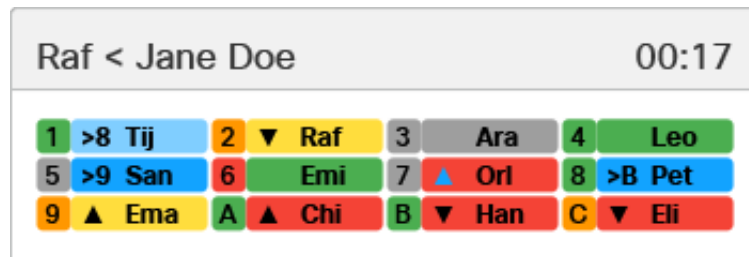 Raf < Jane Doe 00:17
1 >8 Tij 2 ▼ Raf 3 Ara 4 Leo
5 >9 San 6 Emi 7 ▲ Orl 8 >B Pet
9 ▲ Ema A ▲ Chi B ▼ Han C ▼ Eli